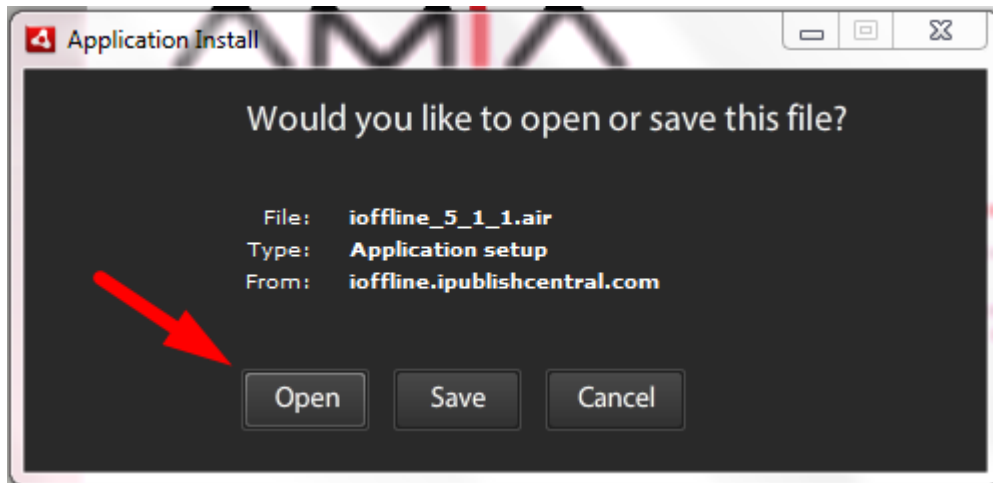 Application Install
Would you like to open or save this file?
File: ioffline_5_1_1.air
Type: Application setup
From: ioffline.ipublishcentral.com
Open Save Cancel